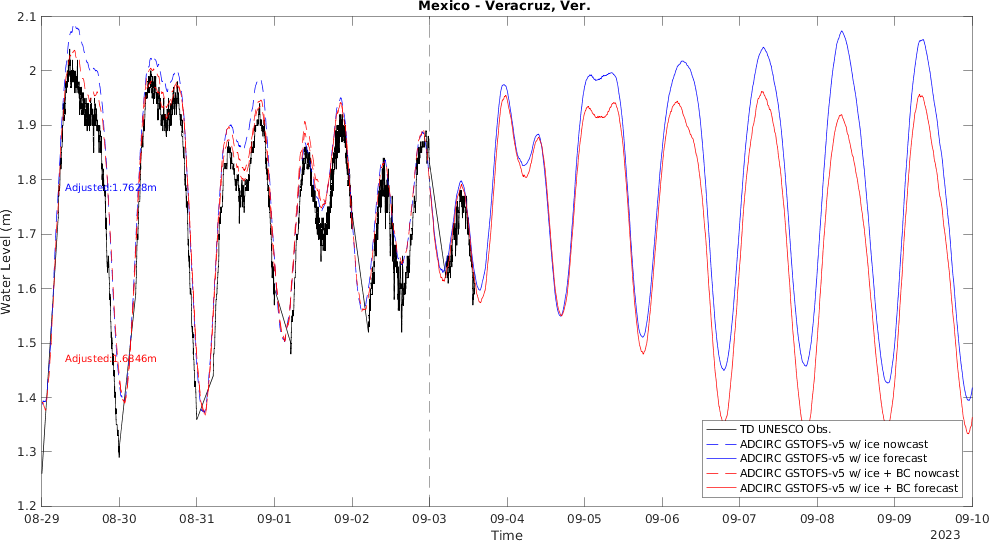 Mexico - Veracruz, Ver.
2.1
2
1.9
1.8
1.7
1.6
1.5
1.4
1.3
1.2
Water Level (m)
Adjusted:1.7628m
Adjusted:1.6846m
TD UNESCO Obs.
ADCIRC GSTOFS-v5 w/ ice nowcast
ADCIRC GSTOFS-v5 w/ ice forecast
ADCIRC GSTOFS-v5 w/ ice + BC nowcast
ADCIRC GSTOFS-v5 w/ ice + BC forecast
08-29 08-30 08-31 09-01 09-02 09-03 09-04 09-05 09-06 09-07 09-08 09-09 09-10
Time
2023